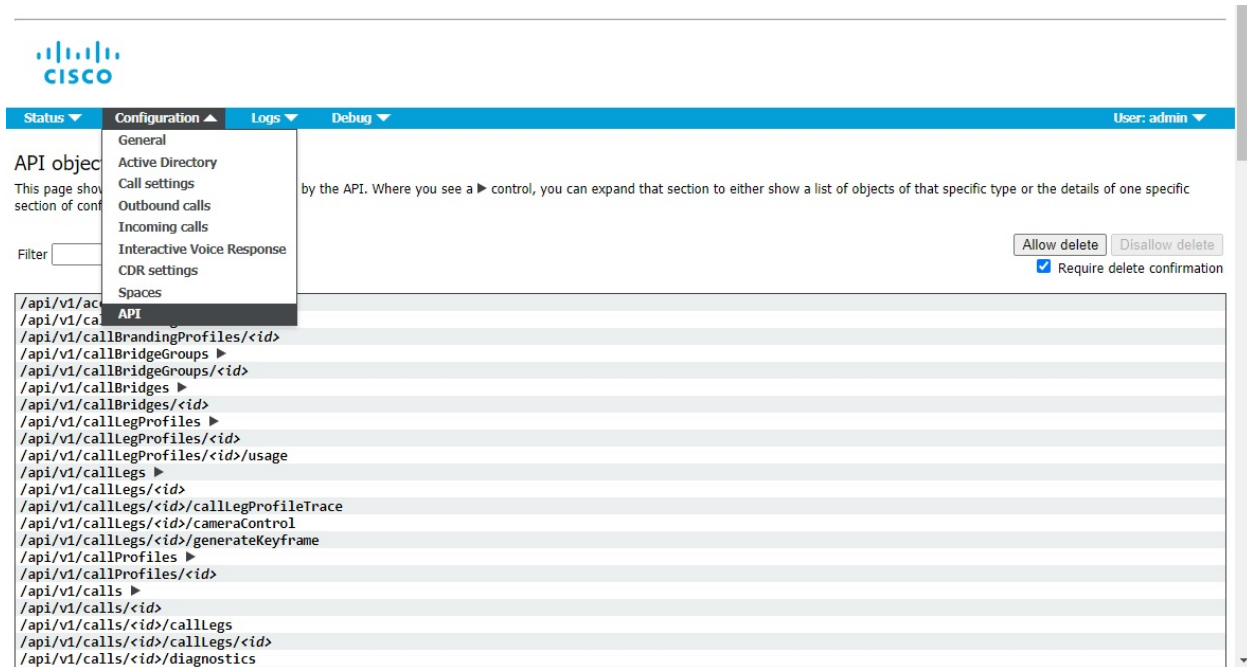 CISCO
Status ▼ Configuration ▲ Logs ▼ Debug ▼ User: admin ▼
General
Active Directory
Call settings
Outbound calls
Incoming calls
Interactive Voice Response
CDR settings
Spaces
API
API objec
This page show by the API. Where you see a ▶ control, you can expand that section to either show a list of objects of that specific type or the details of one specific
section of conf
Filter
Allow delete Disallow delete
Require delete confirmation
/api/v1/ac
/api/v1/ca
/api/v1/callBrandingProfiles/<id>
/api/v1/callBridgeGroups ▶
/api/v1/callBridgeGroups/<id>
/api/v1/callBridges ▶
/api/v1/callBridges/<id>
/api/v1/callLegProfiles ▶
/api/v1/callLegProfiles/<id>
/api/v1/callLegProfiles/<id>/usage
/api/v1/callLegs ▶
/api/v1/callLegs/<id>
/api/v1/callLegs/<id>/callLegProfileTrace
/api/v1/callLegs/<id>/cameraControl
/api/v1/callLegs/<id>/generateKeyframe
/api/v1/callProfiles ▶
/api/v1/callProfiles/<id>
/api/v1/calls ▶
/api/v1/calls/<id>
/api/v1/calls/<id>/callLegs
/api/v1/calls/<id>/callLegs/<id>
/api/v1/calls/<id>/diagnostics